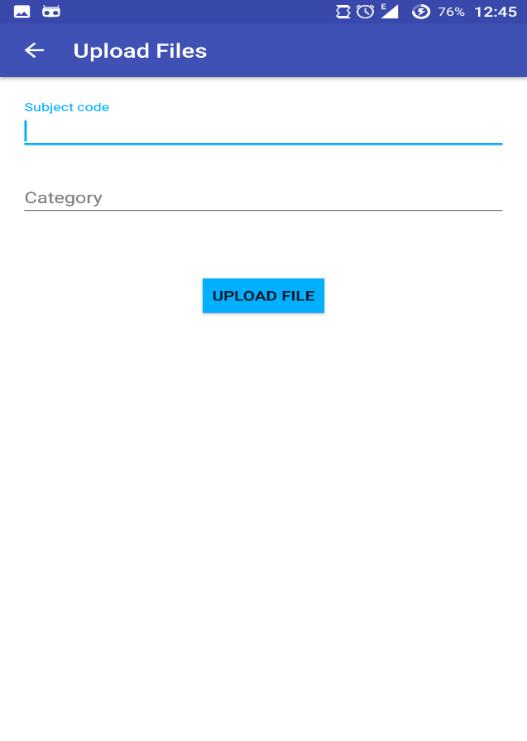 E 76% 12:45
Upload Files
Subject code
Category
UPLOAD FILE